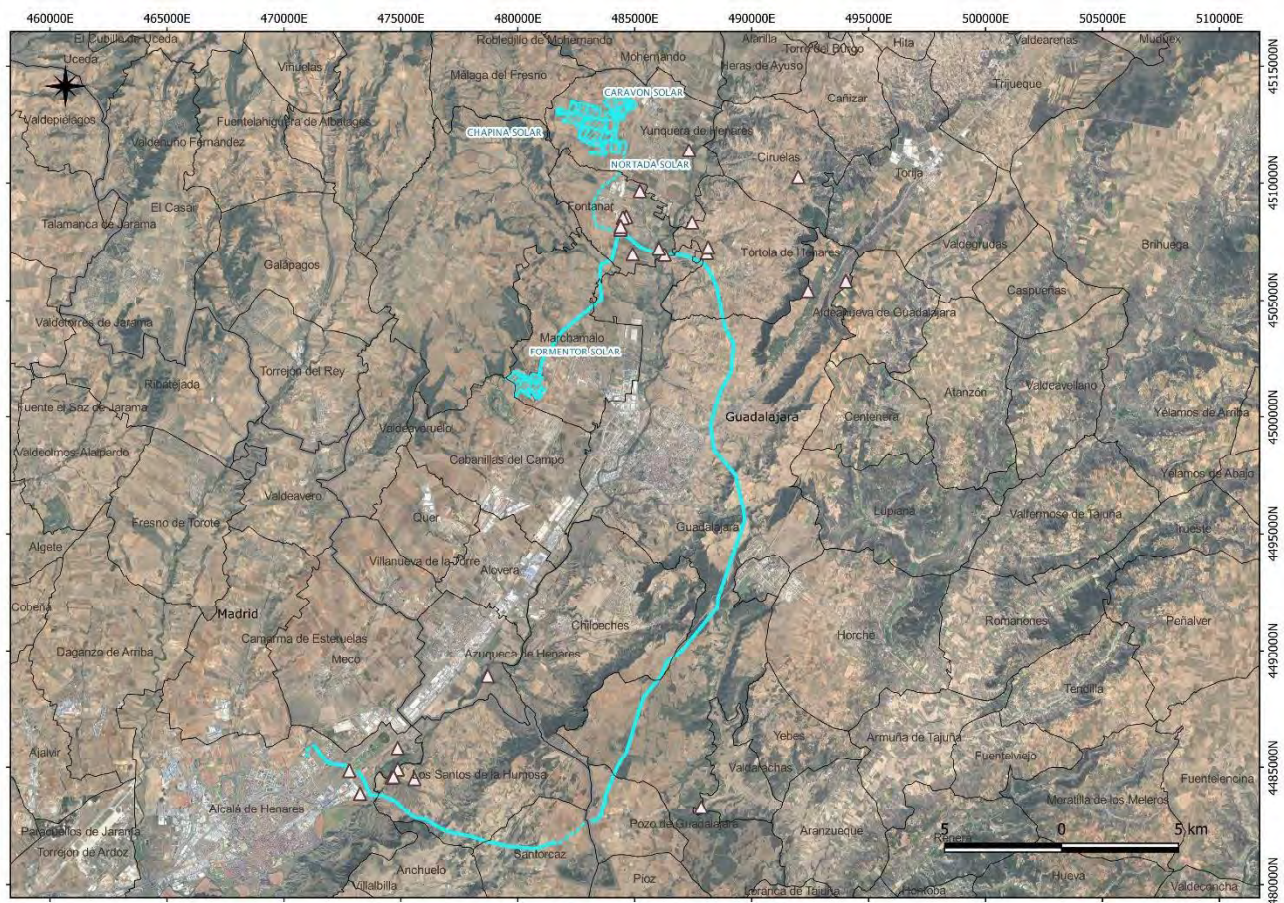 460000E 465000E 470000E 475000E 480000E 485000E 490000E 495000E 500000E 505000E 510000E
El Cubillo de Uceda
Uceda
Viñuelas
Robledillo de Mohernando
Mohernando
Málaga del Fresno
Alarilla
Heras de Ayuso
Torre del Burgo
Hita
Valdearenas
Muduex
Trijueque
4515000N
Cañizar
CARAVON SOLAR
Valdepiélagos
Fuentelahiguera de Albatages
Valdenuño Fernández
CHAPINA SOLAR
Yunquera de Henares
NORTADA SOLAR
Ciruelas
Torija
4510000N
El Casar
Fontanar
Talamanca de Jarama
Valdegrudas
Brihuega
Tórtola de Henares
Galápagos
Caspueñas
4505000N
Aldeanueva de Guadalajara
Valdetorres de Jarama
Marchamalo
FORMENTOR SOLAR
Torrejón del Rey
Ribatejada
Atanzón
Valdeavellano
Fuente el Saz de Jarama
Yélamos de Arriba
Guadalajara
Centenera
4500000N
Valdeaveruelo
Valdeolmos-Alalpardo
Cabanillas del Campo
Yélamos de Abajo
Valdeavero
Quer
Lupiana
Valfermoso de Tajuña
Fresno de Torote
Guadalajara
Irueste
4495000N
Algete
Villanueva de la Torre
Alovera
Cobeña
Madrid
Chiloeches
Romanones
Peñalver
Camarma de Esteruelas
Horche
Daganzo de Arriba
Meco
Azuqueca de Henares
4490000N
Tendilla
Yebes
Armuña de Tajuña
Ajalvir
Fuentelviejo
Valdarachas
Los Santos de la Humosa
Fuentelencina
4485000N
Moratilla de los Meleros
Alcalá de Henares
Pozo de Guadalajara
Aranzueque
Paracuellos de Jarama
Renera
5 0 5 km
Torrejón de Ardoz
Santorcaz
Anchuelo
Pioz
Hueva
Villalbilla
Loranca de Tajuña
Hontoba
Valdeconcha
4480000N